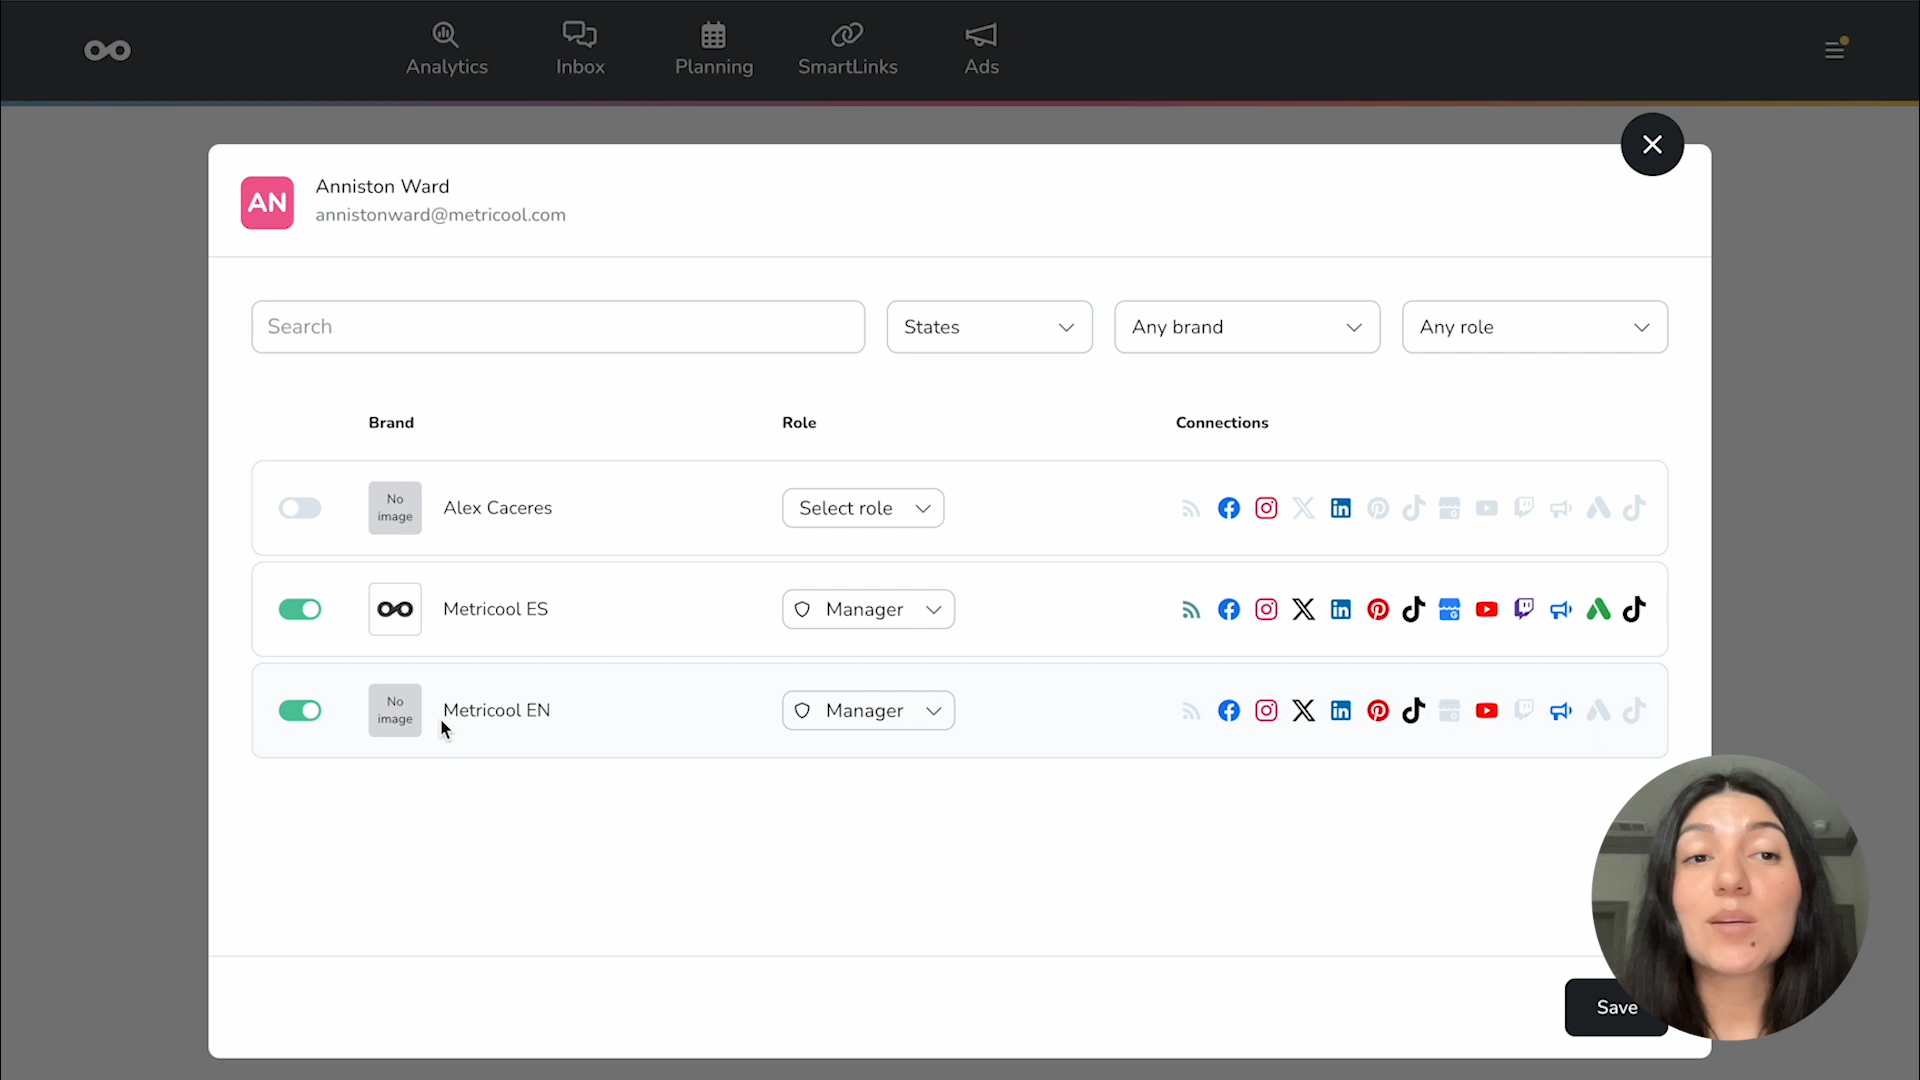 Analytics
Inbox
Planning
SmartLinks
Ads
AN
Anniston Ward
annistonward@metricool.com
Search
States
Any brand
Any role
Brand
Role
Connections
No image
Alex Caceres
Select role
Metricool ES
Manager
No image
Metricool EN
Manager
Save